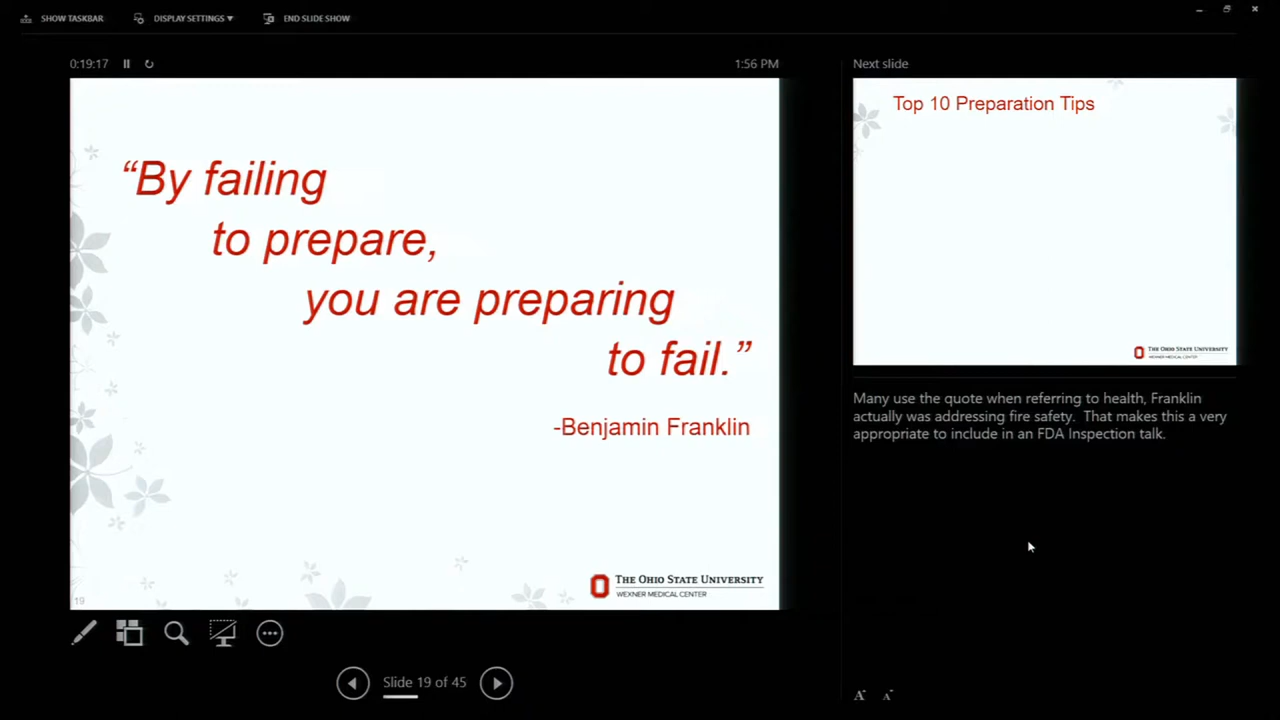 SHOW TASKBAR
DISPLAY SETTINGS
END SLIDE SHOW
0:19:17
1:56 PM
“By failing
to prepare,
you are preparing
to fail.”
-Benjamin Franklin
THE OHIO STATE UNIVERSITY
WEXNER MEDICAL CENTER
19
Slide 19 of 45
Next slide
Top 10 Preparation Tips
THE OHIO STATE UNIVERSITY
WEXNER MEDICAL CENTER
Many use the quote when referring to health, Franklin
actually was addressing fire safety.  That makes this a very
appropriate to include in an FDA Inspection talk.
A A